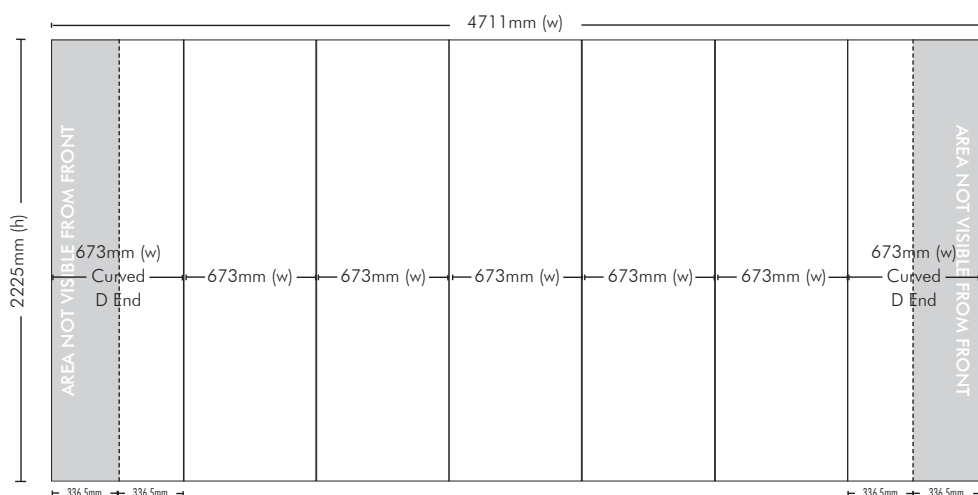 4711mm (w)
2225mm (h)
AREA NOT VISIBLE FROM FRONT
673mm (w)
Curved
D End
673mm (w)
673mm (w)
673mm (w)
673mm (w)
673mm (w)
673mm (w)
Curved
D End
AREA NOT VISIBLE FROM FRONT
336.5mm
336.5mm
336.5mm
336.5mm